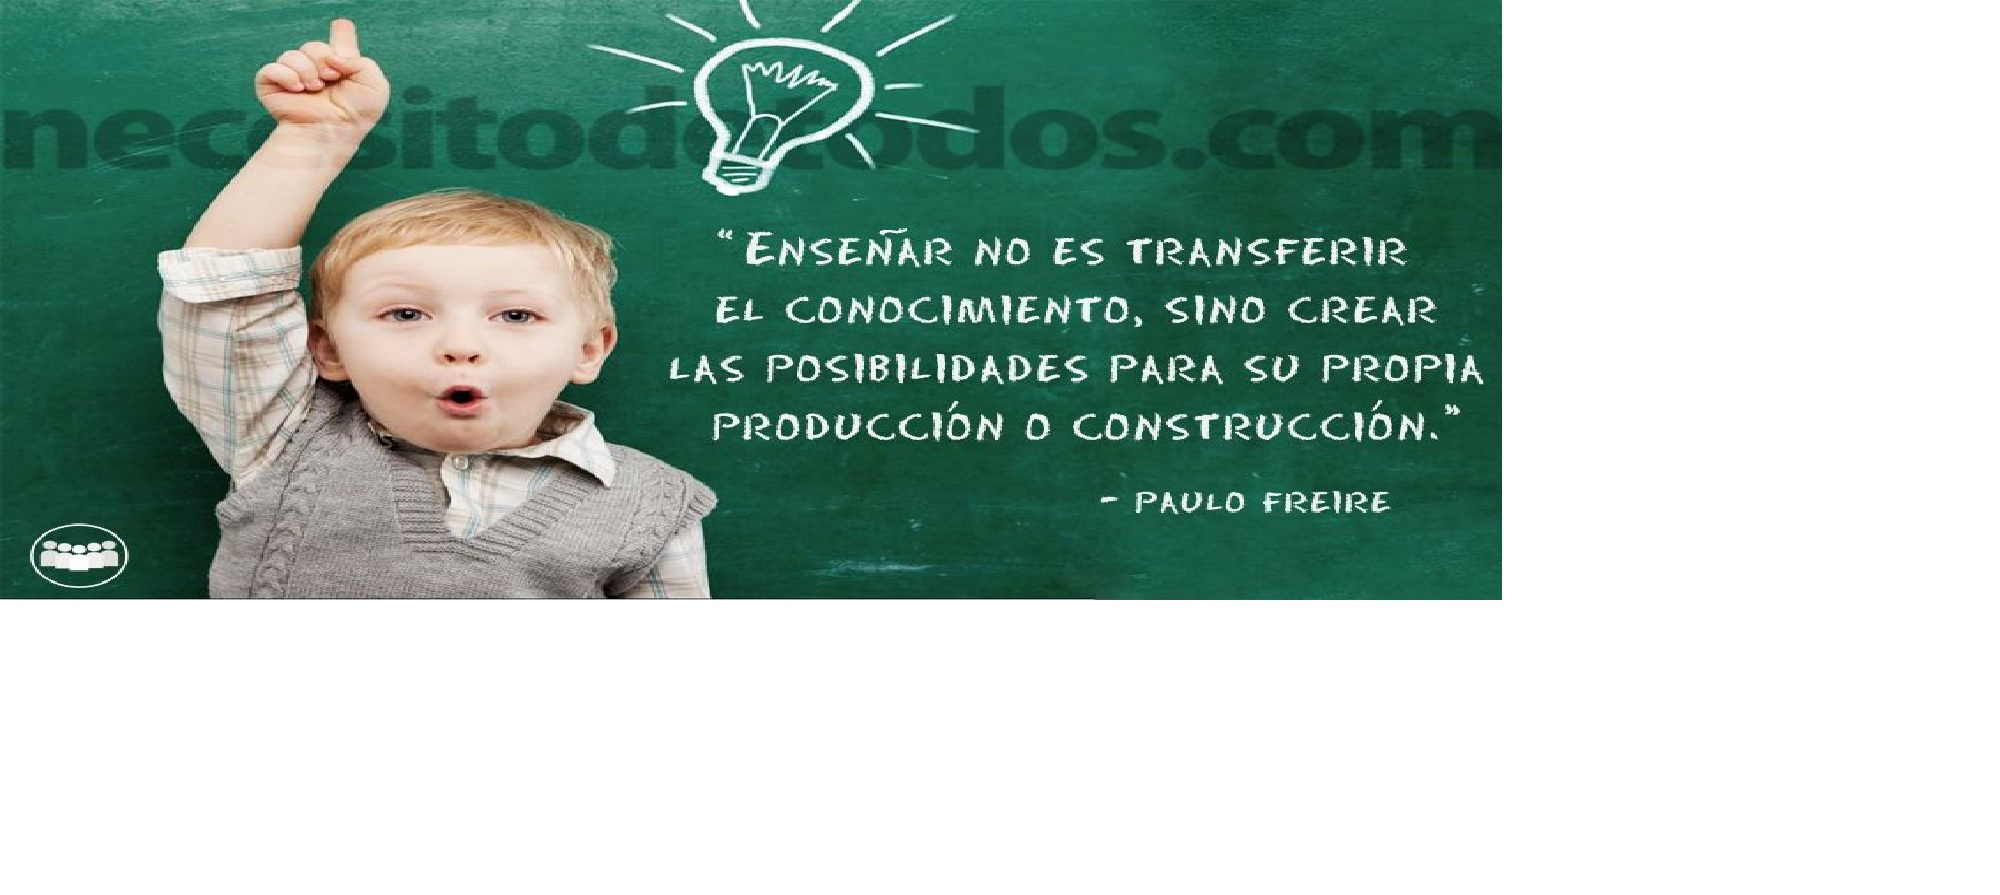 necesitodetodos.com
“Enseñar no es transferir
el conocimiento, sino crear
las posibilidades para su propia
producción o construcción.”
- Paulo Freire